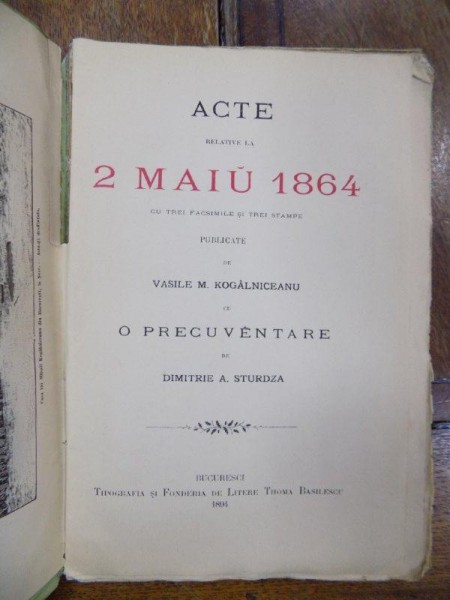 ACTE
RELATIVE LA
2 MAIŬ 1864
CU TREI FACSIMILE ȘI TREI STAMPE
PUBLICATE
DE
VASILE M. KOGĂLNICEANU
CU
O PRECUVÊNTARE
DE
DIMITRIE A. STURDZA
BUCURESCI
TIPOGRAFIA ȘI FONDERIA DE LITERE THOMA BASILESCU